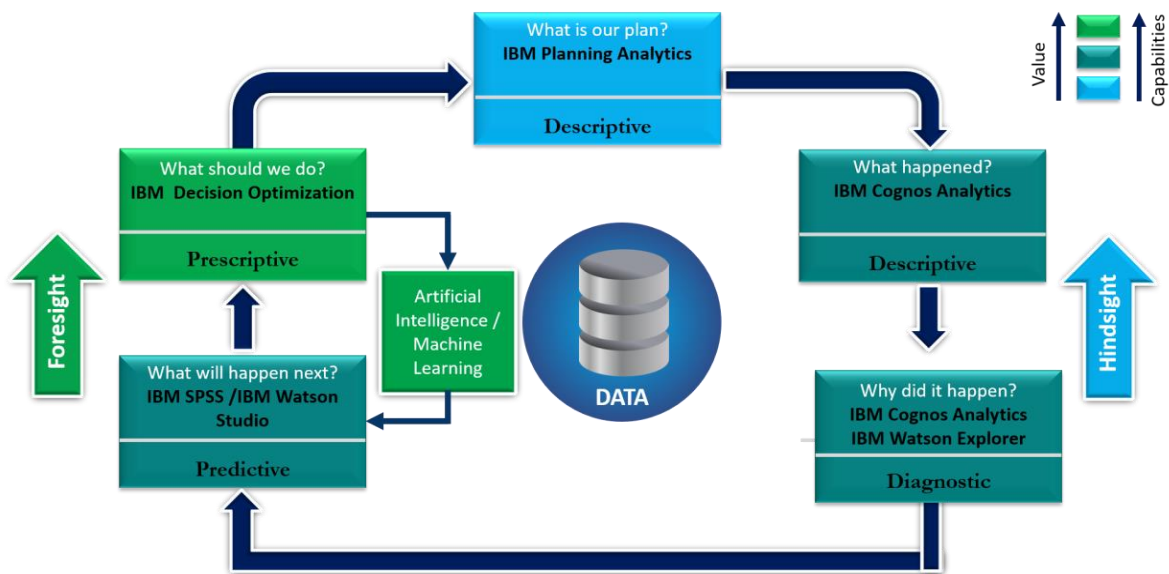 What is our plan?
IBM Planning Analytics
Descriptive
Value
Capabilities
What should we do?
IBM  Decision Optimization
Prescriptive
What happened?
IBM Cognos Analytics
Descriptive
Foresight
Artificial
Intelligence /
Machine
Learning
DATA
Hindsight
What will happen next?
IBM SPSS /IBM Watson
Studio
Predictive
Why did it happen?
IBM Cognos Analytics
IBM Watson Explorer
Diagnostic